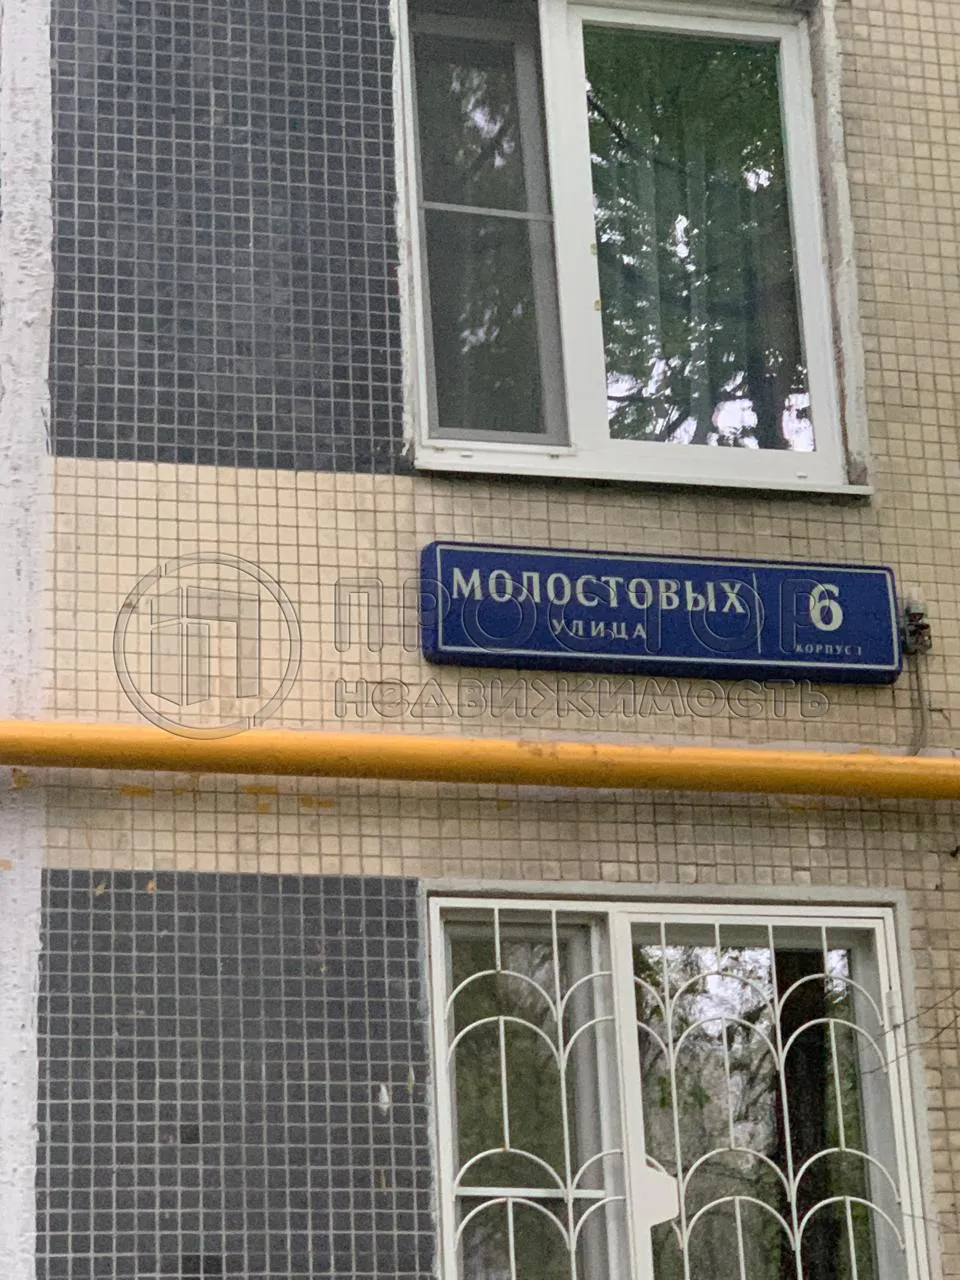 МОЛОСТОВЫХ
УЛИЦА
6
КОРПУС 1
ПРОСТОР
НЕДВИЖИМОСТЬ